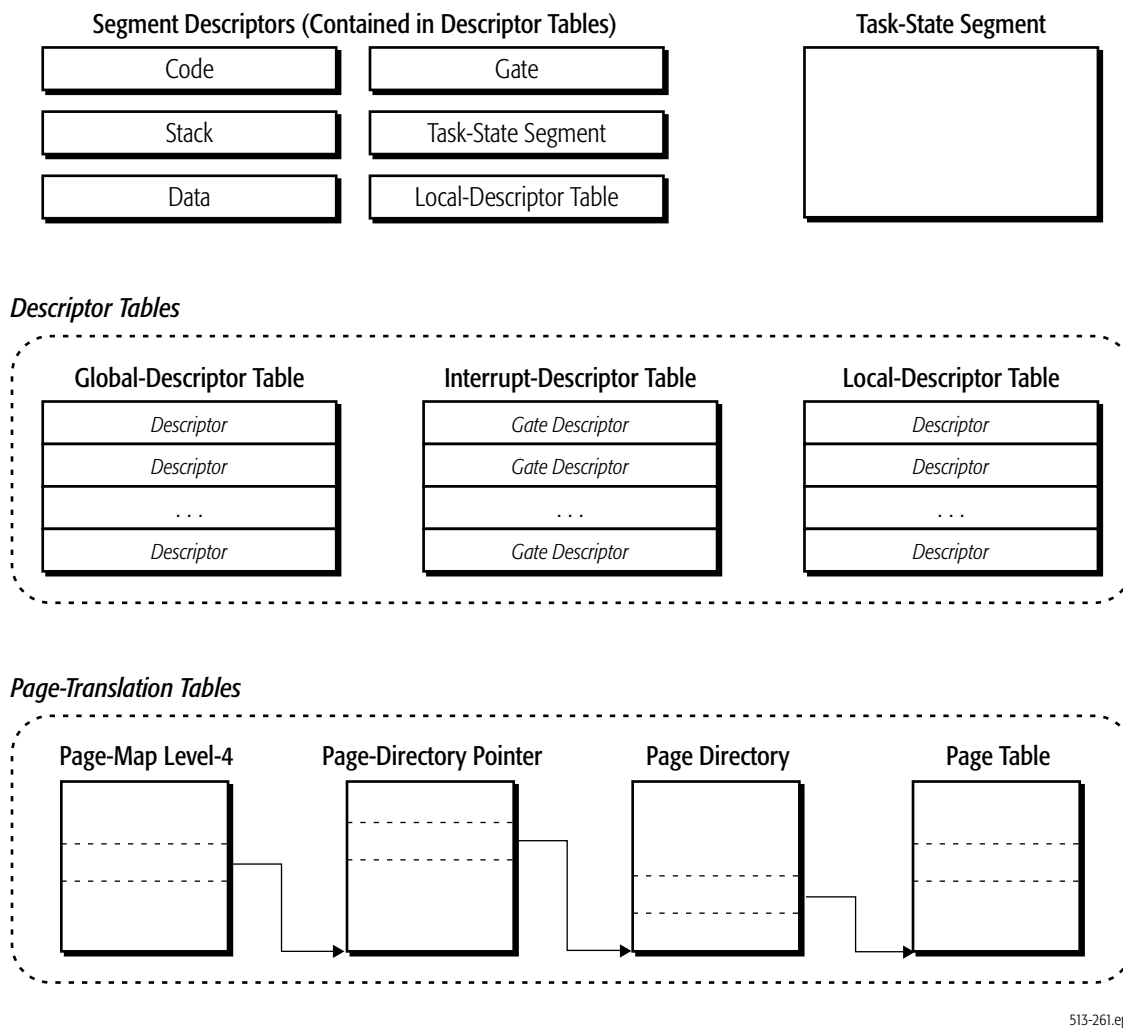 Segment Descriptors (Contained in Descriptor Tables)
Task-State Segment
Code
Gate
Stack
Task-State Segment
Data
Local-Descriptor Table
Descriptor Tables
Global-Descriptor Table
Interrupt-Descriptor Table
Local-Descriptor Table
Descriptor
Gate Descriptor
Descriptor
Descriptor
Gate Descriptor
Descriptor
. . .
. . .
. . .
Descriptor
Gate Descriptor
Descriptor
Page-Translation Tables
Page-Map Level-4
Page-Directory Pointer
Page Directory
Page Table